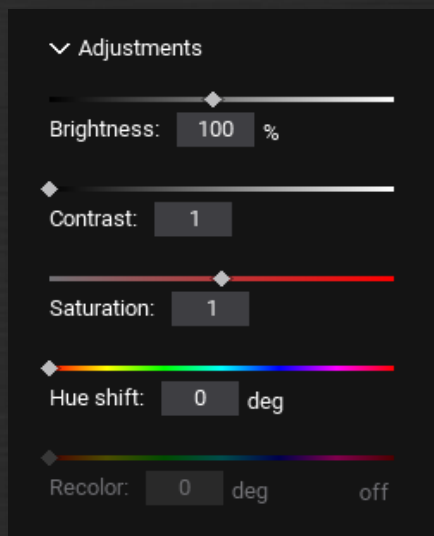 Adjustments
Brightness: 100 %
Contrast: 1
Saturation: 1
Hue shift: 0 deg
Recolor: 0 deg off